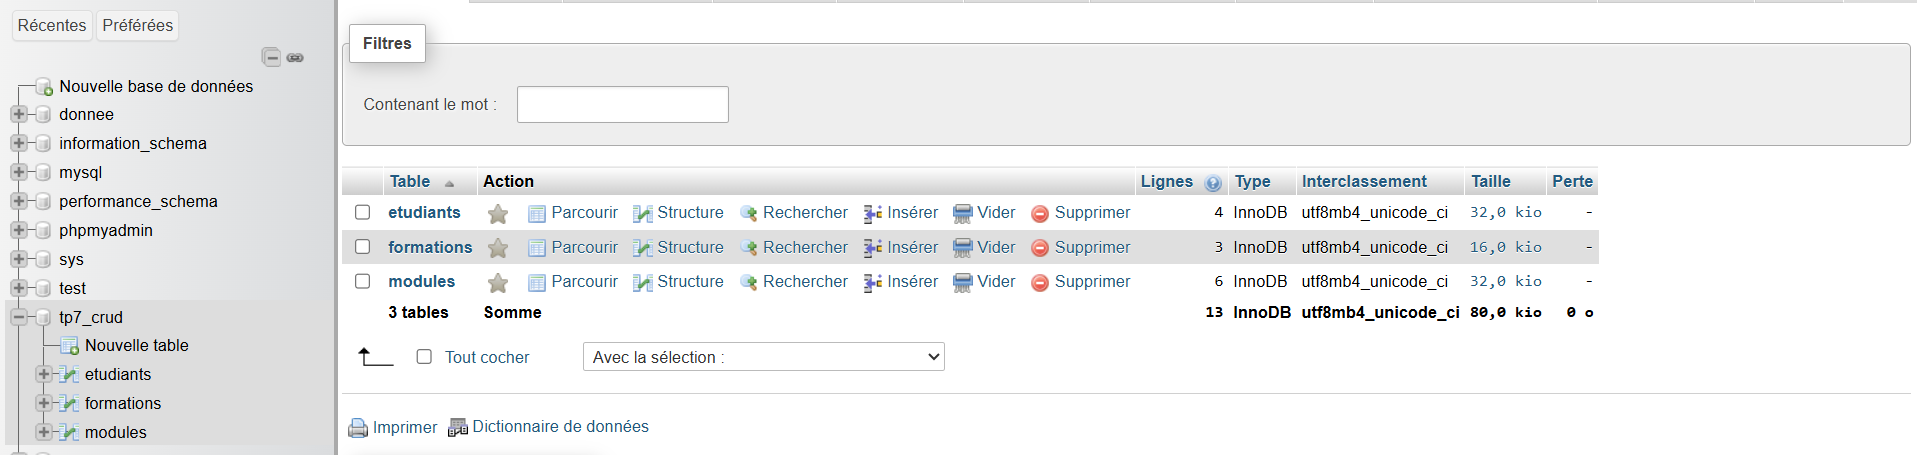 Récentes Préférées
Nouvelle base de données
donnee
information_schema
mysql
performance_schema
phpmyadmin
sys
test
tp7_crud
Nouvelle table
etudiants
formations
modules
Filtres
Contenant le mot :
Table Action Lignes Type Interclassement Taille Perte
etudiants Parcourir Structure Rechercher Insérer Vider Supprimer 4 InnoDB utf8mb4_unicode_ci 32,0 kio -
formations Parcourir Structure Rechercher Insérer Vider Supprimer 3 InnoDB utf8mb4_unicode_ci 16,0 kio -
modules Parcourir Structure Rechercher Insérer Vider Supprimer 6 InnoDB utf8mb4_unicode_ci 32,0 kio -
3 tables Somme 13 InnoDB utf8mb4_unicode_ci 80,0 kio 0 o
Tout cocher Avec la sélection :
Imprimer Dictionnaire de données